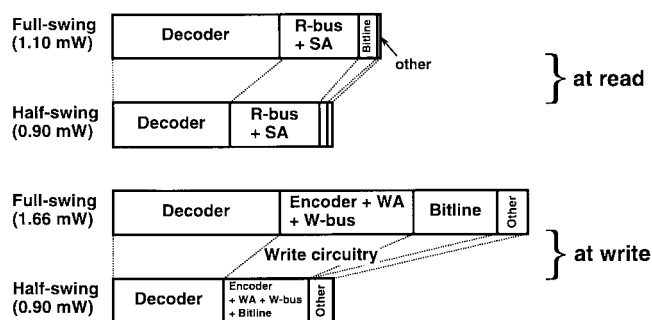 Full-swing
(1.10 mW)
Decoder
R-bus
+ SA
Bitline
other
Half-swing
(0.90 mW)
Decoder
R-bus
+ SA
} at read
Full-swing
(1.66 mW)
Decoder
Encoder + WA
+ W-bus
Bitline
Other
Write circuitry
} at write
Half-swing
(0.90 mW)
Decoder
Encoder
+ WA + W-bus
+ Bitline
Other